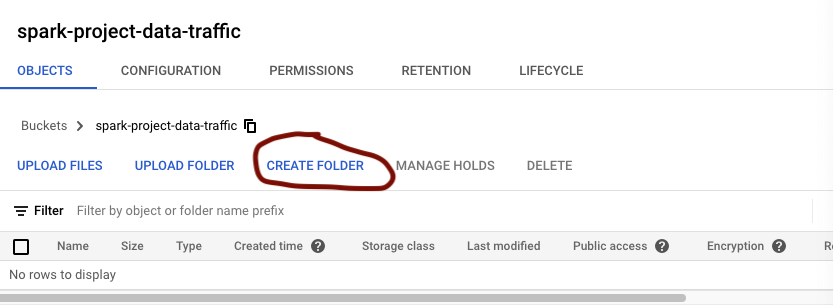 spark-project-data-traffic
OBJECTS CONFIGURATION PERMISSIONS RETENTION LIFECYCLE
Buckets > spark-project-data-traffic
UPLOAD FILES UPLOAD FOLDER CREATE FOLDER MANAGE HOLDS DELETE
Filter Filter by object or folder name prefix
Name Size Type Created time ? Storage class Last modified Public access ? Encryption ?
No rows to display